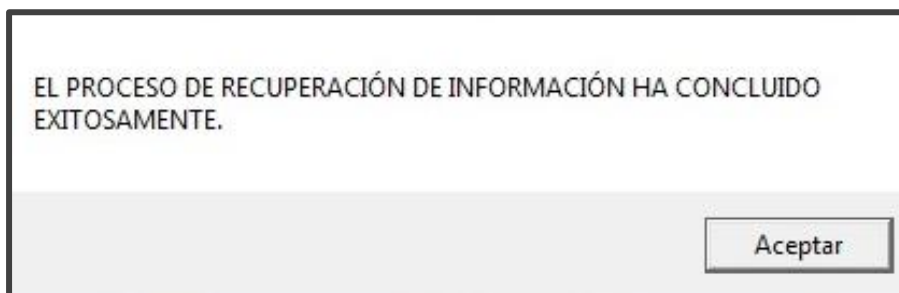 EL PROCESO DE RECUPERACIÓN DE INFORMACIÓN HA CONCLUIDO
EXITOSAMENTE.
Aceptar